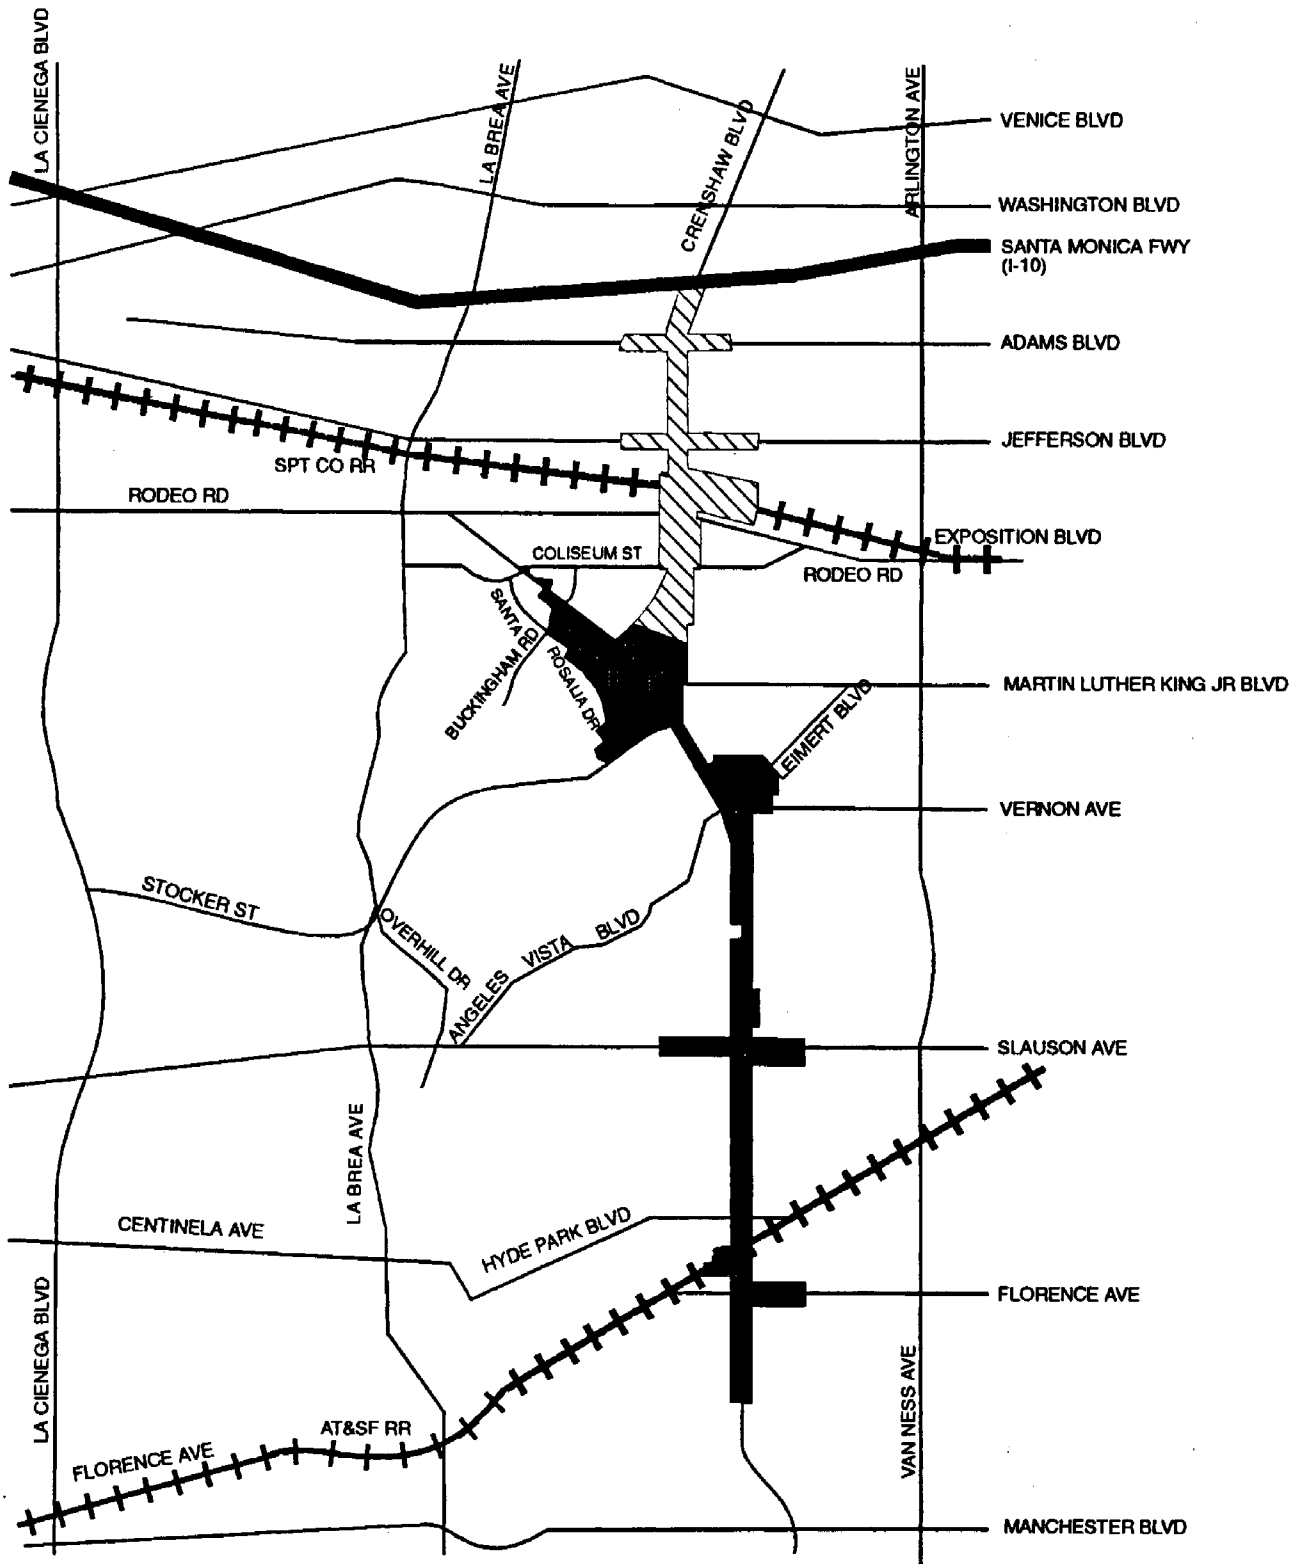 LA CIENEGA BLVD
LA BREA AVE
CRENSHAW BLVD
ARLINGTON AVE
VENICE BLVD
WASHINGTON BLVD
SANTA MONICA FWY
(I-10)
ADAMS BLVD
JEFFERSON BLVD
SPT CO RR
RODEO RD
EXPOSITION BLVD
COLISEUM ST
RODEO RD
SANTA
ROSALIA DR
BUCKINGHAM RD
MARTIN LUTHER KING JR BLVD
LEIMERT BLVD
VERNON AVE
STOCKER ST
OVERHILL DR
ANGELES VISTA BLVD
SLAUSON AVE
LA BREA AVE
CENTINELA AVE
HYDE PARK BLVD
FLORENCE AVE
LA CIENEGA BLVD
VAN NESS AVE
AT&SF RR
FLORENCE AVE
MANCHESTER BLVD